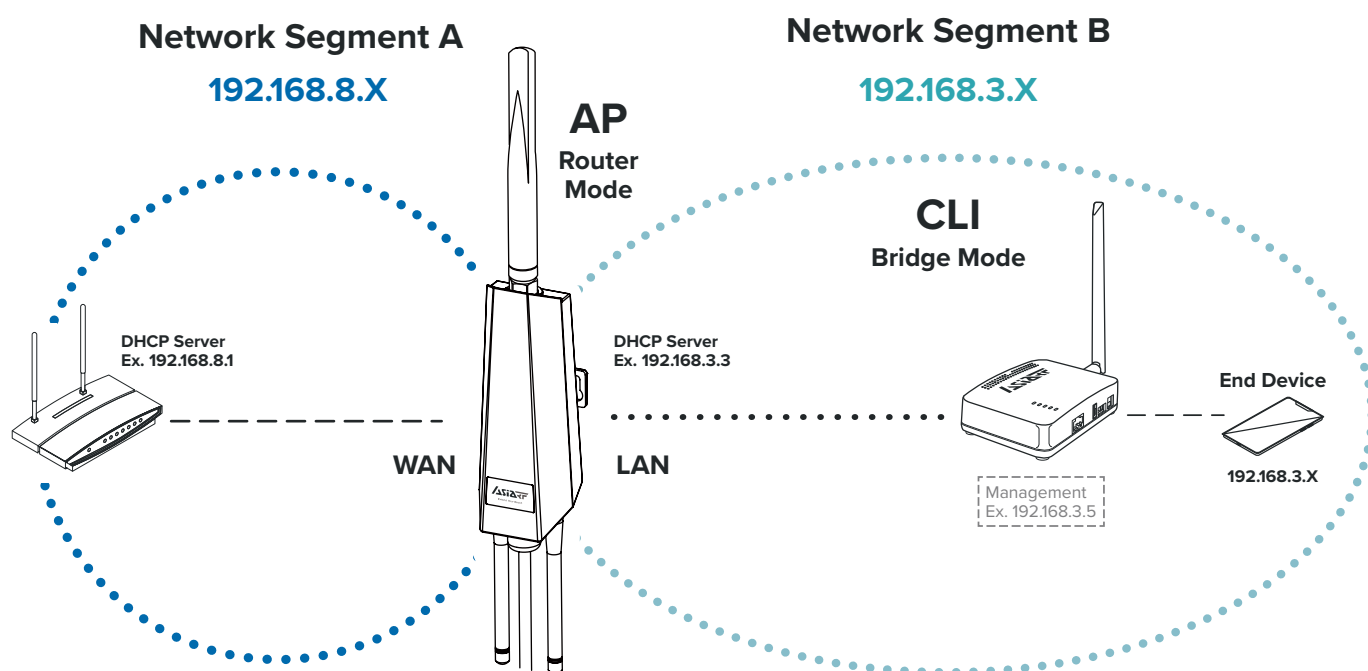 Network Segment A
192.168.8.X
Network Segment B
192.168.3.X
AP
Router
Mode
CLI
Bridge Mode
DHCP Server
Ex. 192.168.8.1
DHCP Server
Ex. 192.168.3.3
WAN
LAN
ASIARF
ASIARF
End Device
192.168.3.X
Management
Ex. 192.168.3.5